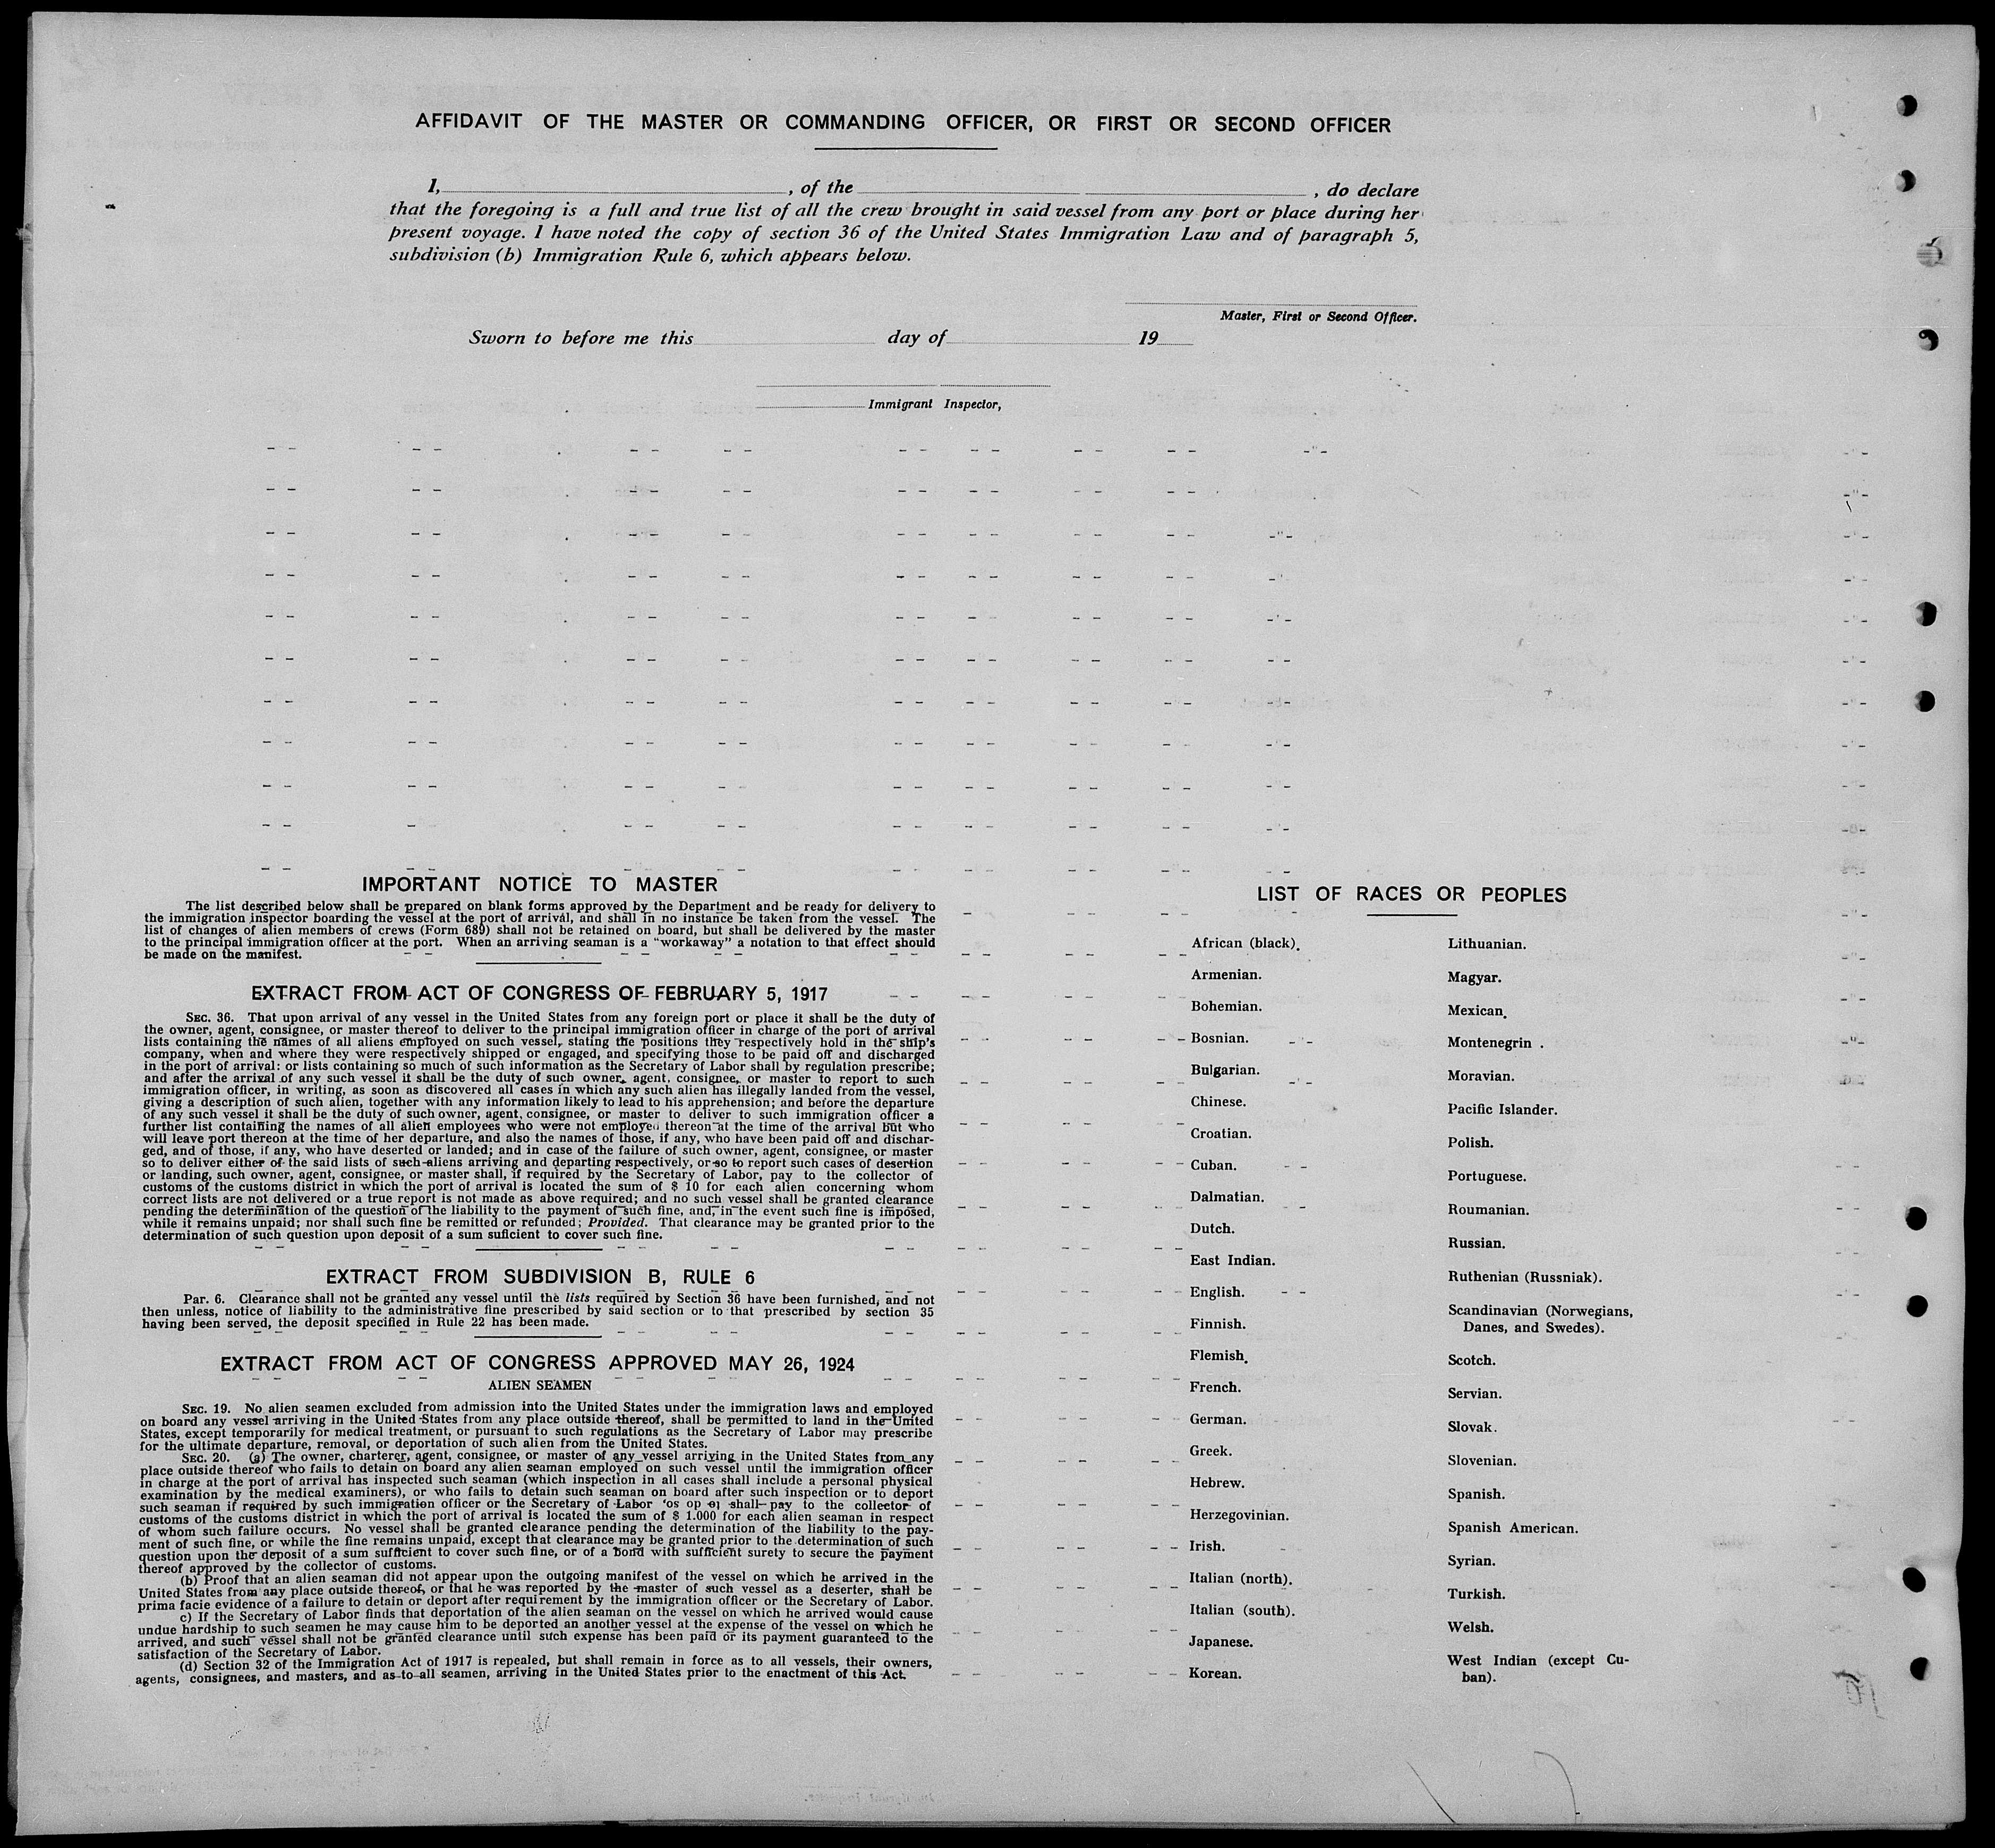 AFFIDAVIT OF THE MASTER OR COMMANDING OFFICER, OR FIRST OR SECOND OFFICER
I, , of the , do declare
that the foregoing is a full and true list of all the crew brought in said vessel from any port or place during her
present voyage. I have noted the copy of section 36 of the United States Immigration Law and of paragraph 5,
subdivision (b) Immigration Rule 6, which appears below.
Master, First or Second Officer.
Sworn to before me this day of 19
Immigrant Inspector,
IMPORTANT NOTICE TO MASTER
The list described below shall be prepared on blank forms approved by the Department and be ready for delivery to
the immigration inspector boarding the vessel at the port of arrival, and shall in no instance be taken from the vessel. The
list of changes of alien members of crews (Form 689) shall not be retained on board, but shall be delivered by the master
to the principal immigration officer at the port. When an arriving seaman is a "workaway" a notation to that effect should
be made on the manifest.
EXTRACT FROM ACT OF CONGRESS OF FEBRUARY 5, 1917
SEC. 36. That upon arrival of any vessel in the United States from any foreign port or place it shall be the duty of
the owner, agent, consignee, or master thereof to deliver to the principal immigration officer in charge of the port of arrival
lists containing the names of all aliens employed on such vessel, stating the positions they respectively hold in the ship's
company, when and where they were respectively shipped or engaged, and specifying those to be paid off and discharged
in the port of arrival: or lists containing so much of such information as the Secretary of Labor shall by regulation prescribe;
and after the arrival of any such vessel it shall be the duty of such owner, agent, consignee, or master to report to such
immigration officer, in writing, as soon as discovered all cases in which any such alien has illegally landed from the vessel,
giving a description of such alien, together with any information likely to lead to his apprehension; and before the departure
of any such vessel it shall be the duty of such owner, agent, consignee, or master to deliver to such immigration officer a
further list containing the names of all alien employees who were not employed thereon at the time of the arrival but who
will leave port thereon at the time of her departure, and also the names of those, if any, who have been paid off and dischar-
ged, and of those, if any, who have deserted or landed; and in case of the failure of such owner, agent, consignee, or master
so to deliver either of the said lists of such aliens arriving and departing respectively, or so to report such cases of desertion
or landing, such owner, agent, consignee, or master shall, if required by the Secretary of Labor, pay to the collector of
customs of the customs district in which the port of arrival is located the sum of $ 10 for each alien concerning whom
correct lists are not delivered or a true report is not made as above required; and no such vessel shall be granted clearance
pending the determination of the question of the liability to the payment of such fine, and, in the event such fine is imposed,
while it remains unpaid; nor shall such fine be remitted or refunded; Provided. That clearance may be granted prior to the
determination of such question upon deposit of a sum suficient to cover such fine.
EXTRACT FROM SUBDIVISION B, RULE 6
Par. 6. Clearance shall not be granted any vessel until the lists required by Section 36 have been furnished, and not
then unless, notice of liability to the administrative fine prescribed by said section or to that prescribed by section 35
having been served, the deposit specified in Rule 22 has been made.
EXTRACT FROM ACT OF CONGRESS APPROVED MAY 26, 1924
ALIEN SEAMEN
SEC. 19. No alien seamen excluded from admission into the United States under the immigration laws and employed
on board any vessel arriving in the United States from any place outside thereof, shall be permitted to land in the United
States, except temporarily for medical treatment, or pursuant to such regulations as the Secretary of Labor may prescribe
for the ultimate departure, removal, or deportation of such alien from the United States.
SEC. 20. (a) The owner, charterer, agent, consignee, or master of any vessel arriving in the United States from any
place outside thereof who fails to detain on board any alien seaman employed on such vessel until the immigration officer
in charge at the port of arrival has inspected such seaman (which inspection in all cases shall include a personal physical
examination by the medical examiners), or who fails to detain such seaman on board after such inspection or to deport
such seaman if required by such immigration officer or the Secretary of Labor 'os op ej shall pay to the collector of
customs of the customs district in which the port of arrival is located the sum of $ 1.000 for each alien seaman in respect
of whom such failure occurs. No vessel shall be granted clearance pending the determination of the liability to the pay-
ment of such fine, or while the fine remains unpaid, except that clearance may be granted prior to the determination of such
question upon the deposit of a sum sufficient to cover such fine, or of a bond with sufficient surety to secure the payment
thereof approved by the collector of customs.
(b) Proof that an alien seaman did not appear upon the outgoing manifest of the vessel on which he arrived in the
United States from any place outside thereof, or that he was reported by the master of such vessel as a deserter, shall be
prima facie evidence of a failure to detain or deport after requirement by the immigration officer or the Secretary of Labor.
c) If the Secretary of Labor finds that deportation of the alien seaman on the vessel on which he arrived would cause
undue hardship to such seamen he may cause him to be deported an another vessel at the expense of the vessel on which he
arrived, and such vessel shall not be granted clearance until such expense has been paid or its payment guaranteed to the
satisfaction of the Secretary of Labor.
(d) Section 32 of the Immigration Act of 1917 is repealed, but shall remain in force as to all vessels, their owners,
agents, consignees, and masters, and as to all seamen, arriving in the United States prior to the enactment of this Act.
LIST OF RACES OR PEOPLES
African (black).
Armenian.
Bohemian.
Bosnian.
Bulgarian.
Chinese.
Croatian.
Cuban.
Dalmatian.
Dutch.
East Indian.
English.
Finnish.
Flemish.
French.
German.
Greek.
Hebrew.
Herzegovinian.
Irish.
Italian (north).
Italian (south).
Japanese.
Korean.
Lithuanian.
Magyar.
Mexican.
Montenegrin .
Moravian.
Pacific Islander.
Polish.
Portuguese.
Roumanian.
Russian.
Ruthenian (Russniak).
Scandinavian (Norwegians,
Danes, and Swedes).
Scotch.
Servian.
Slovak.
Slovenian.
Spanish.
Spanish American.
Syrian.
Turkish.
Welsh.
West Indian (except Cu-
ban).